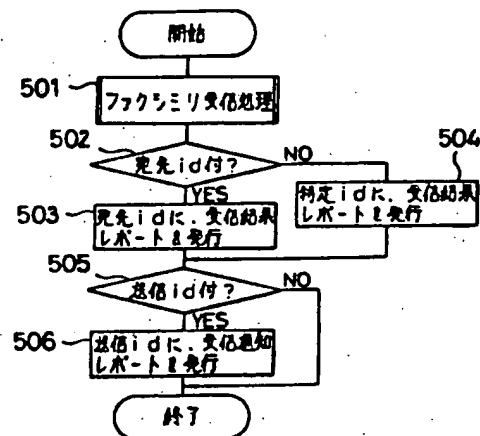 開始
501
ファクシミリ受信処理
502
宛先id付?
NO
504
YES
特定idに、受信結果
レポートを発行
503
宛先idに、受信結果
レポートを発行
505
送信id付?
NO
YES
506
送信idに、受信通知
レポートを発行
終了